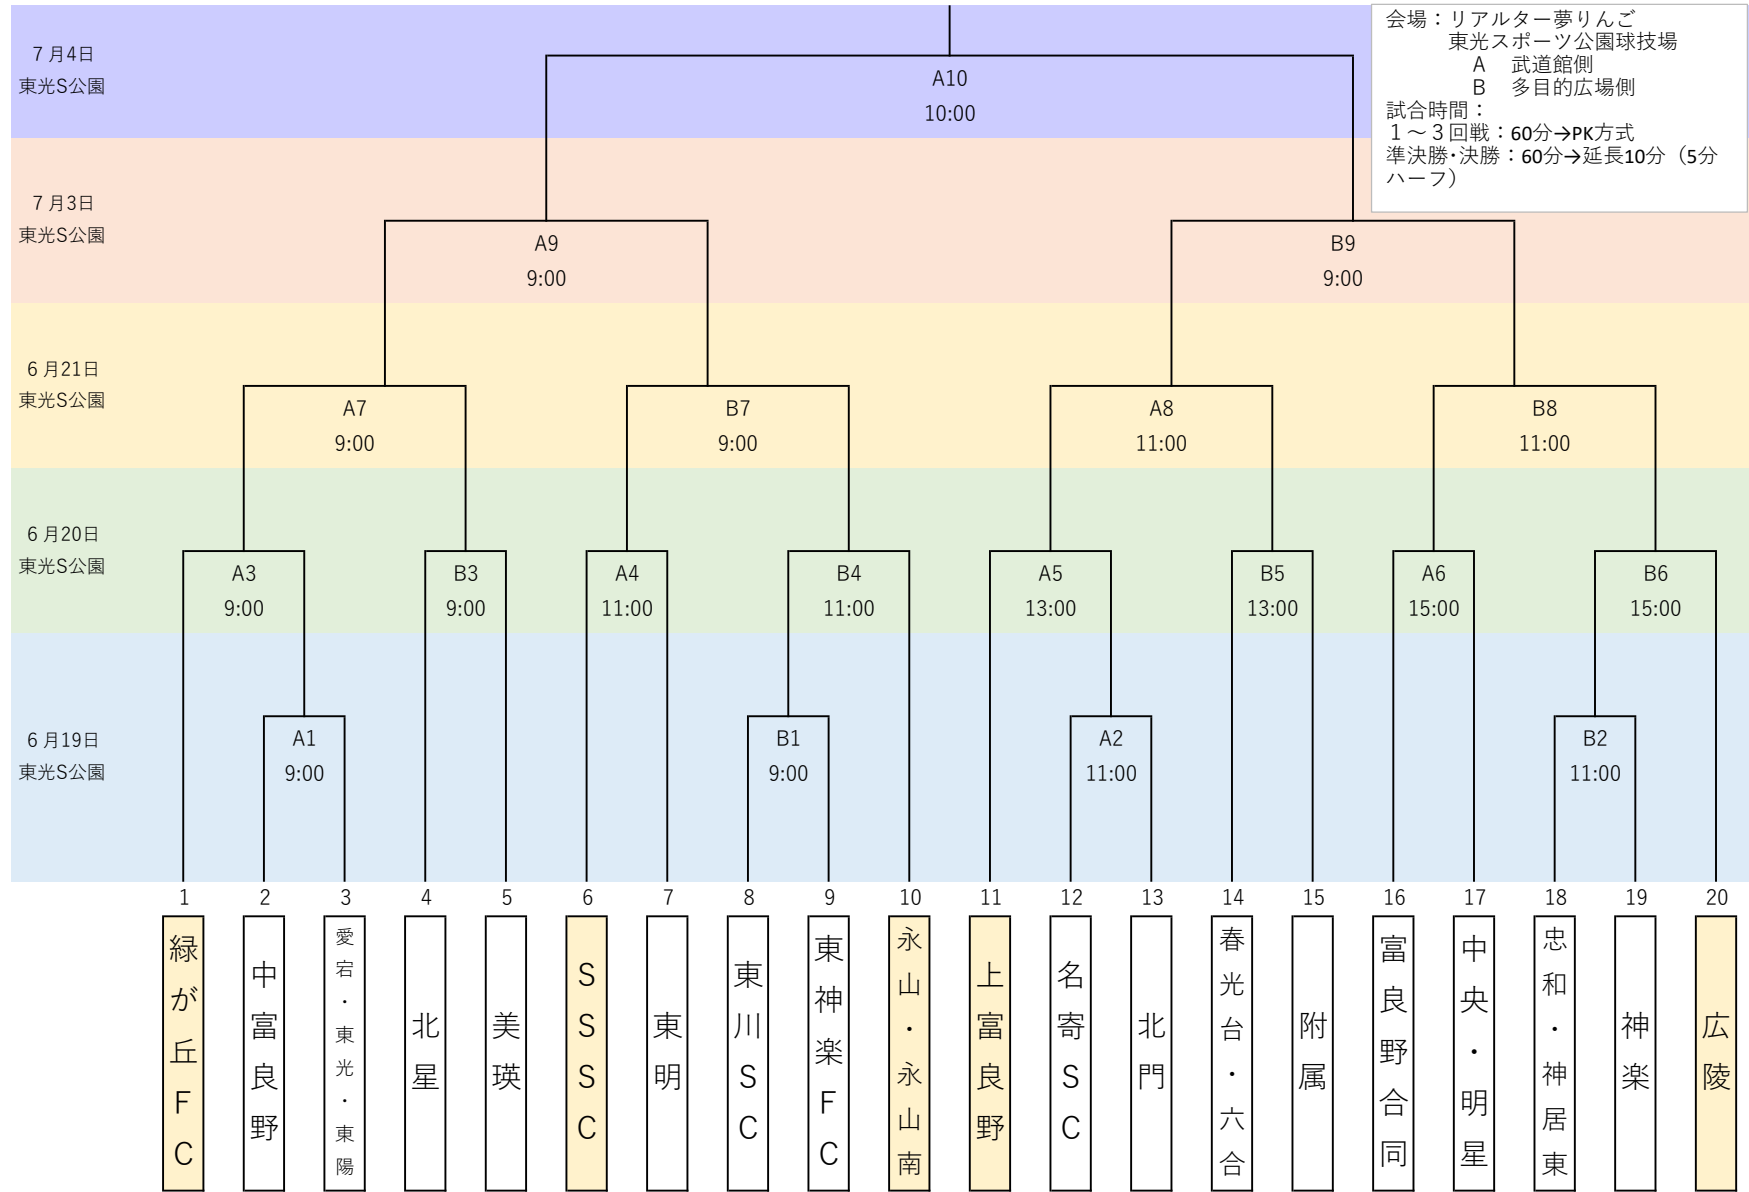 会場：リアルター夢りんご
東光スポーツ公園球技場
A　武道館側
B　多目的広場側
試合時間：
１～３回戦：60分→PK方式
準決勝・決勝：60分→延長10分（5分
ハーフ）
７月4日
東光S公園
A10
10:00
７月3日
東光S公園
A9
9:00
B9
9:00
６月21日
東光S公園
A7
9:00
B7
9:00
A8
11:00
B8
11:00
６月20日
東光S公園
A3
9:00
B3
9:00
A4
11:00
B4
11:00
A5
13:00
B5
13:00
A6
15:00
B6
15:00
６月19日
東光S公園
A1
9:00
B1
9:00
A2
11:00
B2
11:00
1 2 3 4 5 6 7 8 9 10 11 12 13 14 15 16 17 18 19 20
緑が丘ＦＣ
中富良野
愛宕・東光・東陽
北星
美瑛
ＳＳＳＣ
東明
東川ＳＣ
東神楽ＦＣ
永山・永山南
上富良野
名寄ＳＣ
北門
春光台・六合
附属
富良野合同
中央・明星
忠和・神居東
神楽
広陵